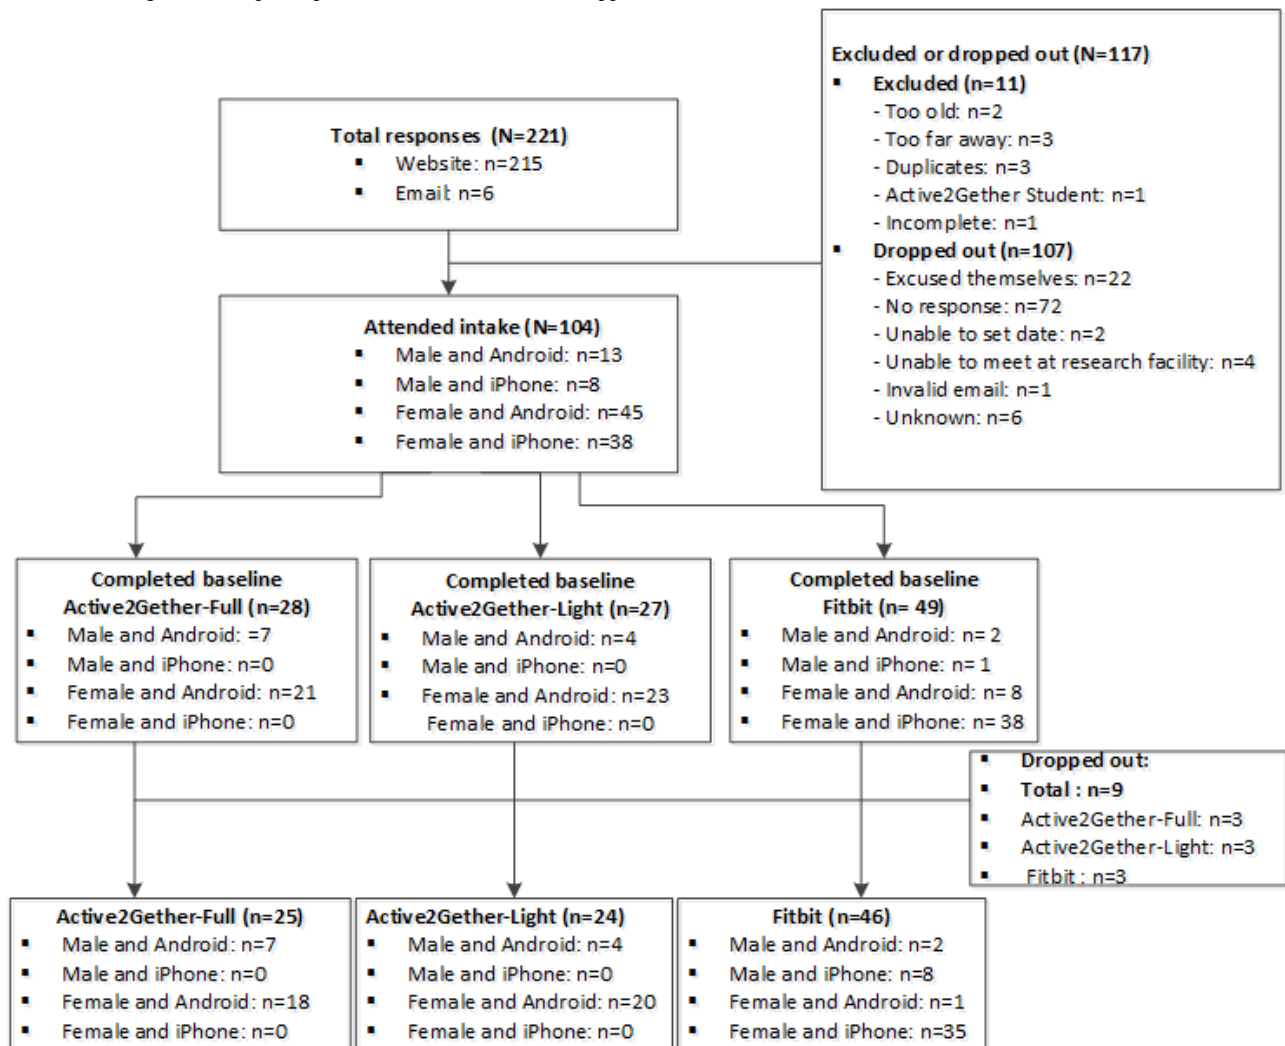 Total responses (N=221)
▪ Website: n=215
▪ Email: n=6
Excluded or dropped out (N=117)
▪ Excluded (n=11)
- Too old: n=2
- Too far away: n=3
- Duplicates: n=3
- Active2Gether Student: n=1
- Incomplete: n=1
▪ Dropped out (n=107)
- Excused themselves: n=22
- No response: n=72
- Unable to set date: n=2
- Unable to meet at research facility: n=4
- Invalid email: n=1
- Unknown: n=6
Attended intake (N=104)
▪ Male and Android: n=13
▪ Male and iPhone: n=8
▪ Female and Android: n=45
▪ Female and iPhone: n=38
Completed baseline
Active2Gether-Full (n=28)
▪ Male and Android: =7
▪ Male and iPhone: n=0
▪ Female and Android: n=21
▪ Female and iPhone: n=0
Completed baseline
Active2Gether-Light (n=27)
▪ Male and Android: n=4
▪ Male and iPhone: n=0
▪ Female and Android: n=23
Female and iPhone: n=0
Completed baseline
Fitbit (n= 49)
▪ Male and Android: n= 2
▪ Male and iPhone: n= 1
▪ Female and Android: n= 8
▪ Female and iPhone: n= 38
▪ Dropped out:
▪ Total : n=9
▪ Active2Gether-Full: n=3
▪ Active2Gether-Light: n=3
▪ Fitbit : n=3
Active2Gether-Full (n=25)
▪ Male and Android: n=7
▪ Male and iPhone: n=0
▪ Female and Android: n=18
▪ Female and iPhone: n=0
Active2Gether-Light (n=24)
▪ Male and Android: n=4
▪ Male and iPhone: n=0
▪ Female and Android: n=20
▪ Female and iPhone: n=0
Fitbit (n=46)
▪ Male and Android: n=2
▪ Male and iPhone: n=8
▪ Female and Android: n=1
▪ Female and iPhone: n=35